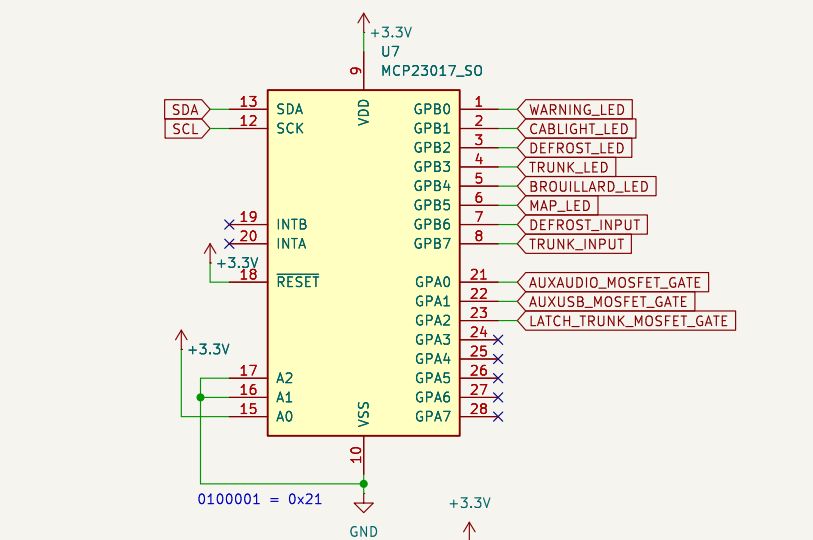 +3.3V
U7
MCP23017_SO
9
VDD
SDA 13 SDA GPB0 1 WARNING_LED
SCL 12 SCK GPB1 2 CABLIGHT_LED
GPB2 3 DEFROST_LED
GPB3 4 TRUNK_LED
GPB4 5 BROUILLARD_LED
GPB5 6 MAP_LED
19 INTB GPB6 7 DEFROST_INPUT
20 INTA GPB7 8 TRUNK_INPUT
+3.3V
18 RESET GPA0 21 AUXAUDIO_MOSFET_GATE
GPA1 22 AUXUSB_MOSFET_GATE
GPA2 23 LATCH_TRUNK_MOSFET_GATE
GPA3 24
+3.3V
GPA4 25
17 A2 GPA5 26
16 A1 GPA6 27
15 A0 GPA7 28
VSS
10
0100001 = 0x21
+3.3V
GND